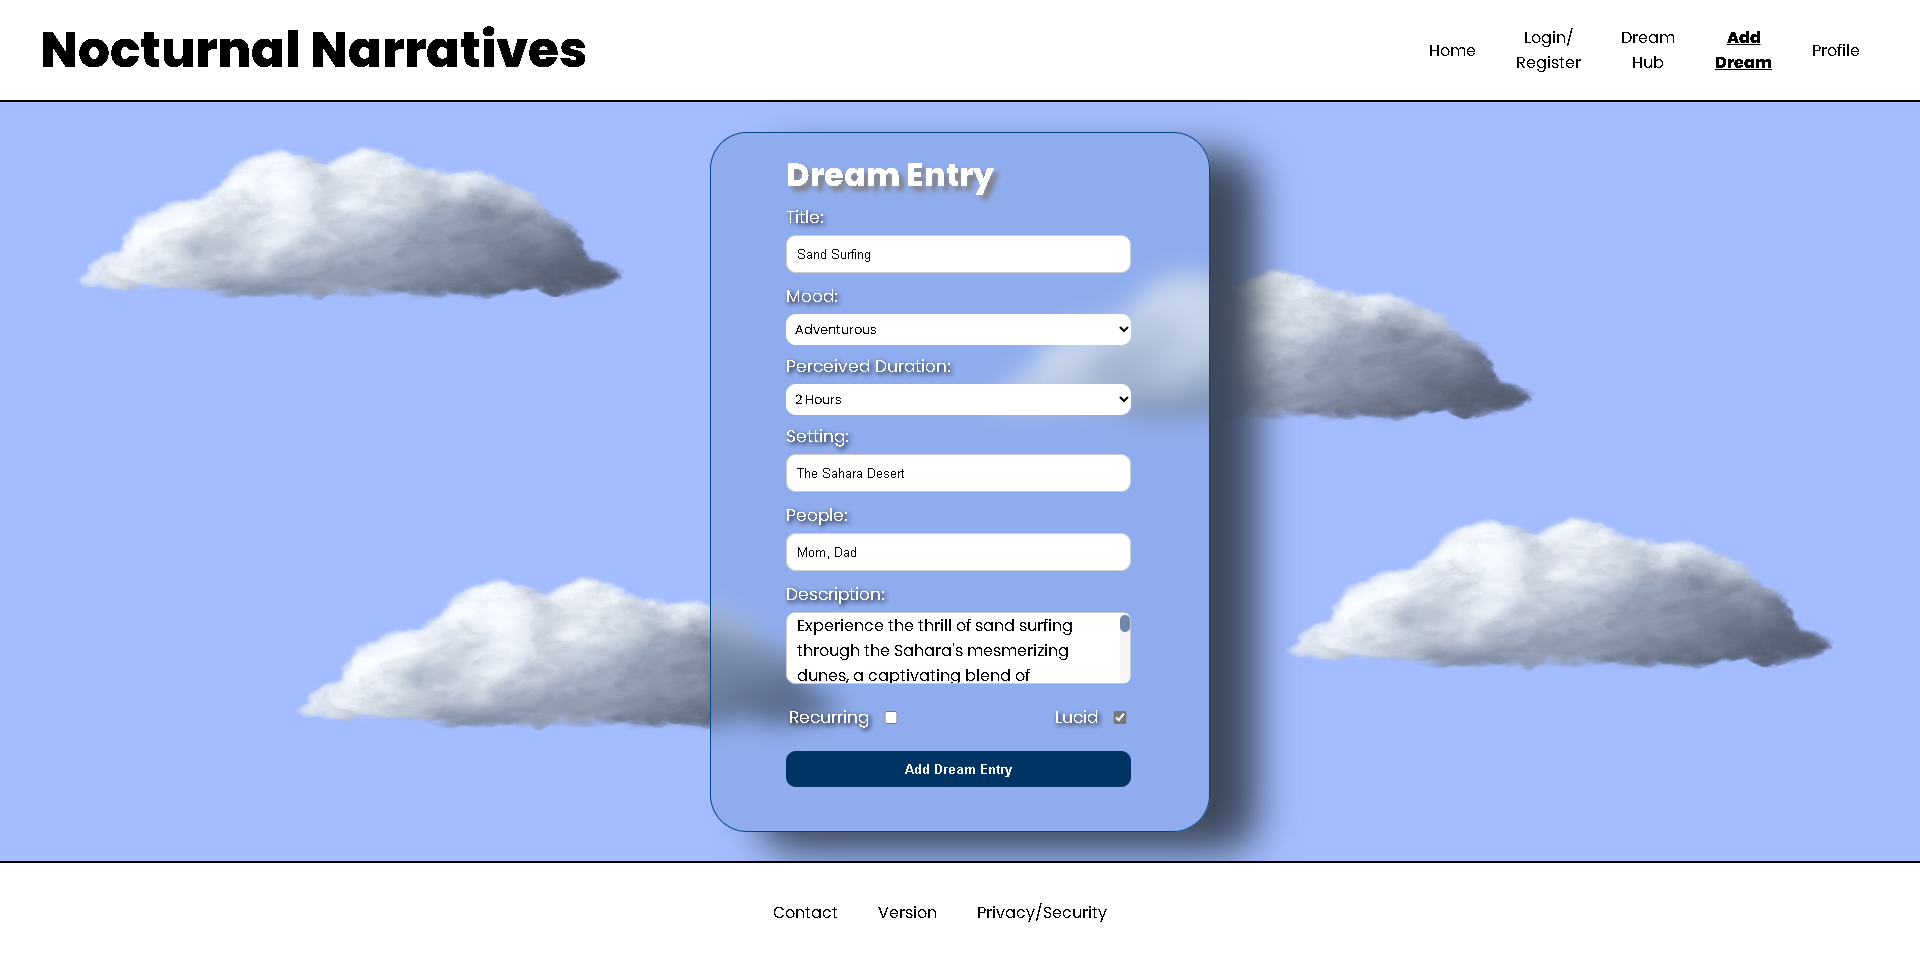 Nocturnal Narratives
Home
Login/
Register
Dream
Hub
Add
Dream
Profile
Dream Entry
Title:
Sand Surfing
Mood:
Adventurous
Perceived Duration:
2 Hours
Setting:
The Sahara Desert
People:
Mom, Dad
Description:
Experience the thrill of sand surfing
through the Sahara's mesmerizing
dunes, a captivating blend of
Recurring
Lucid
Add Dream Entry
Contact
Version
Privacy/Security